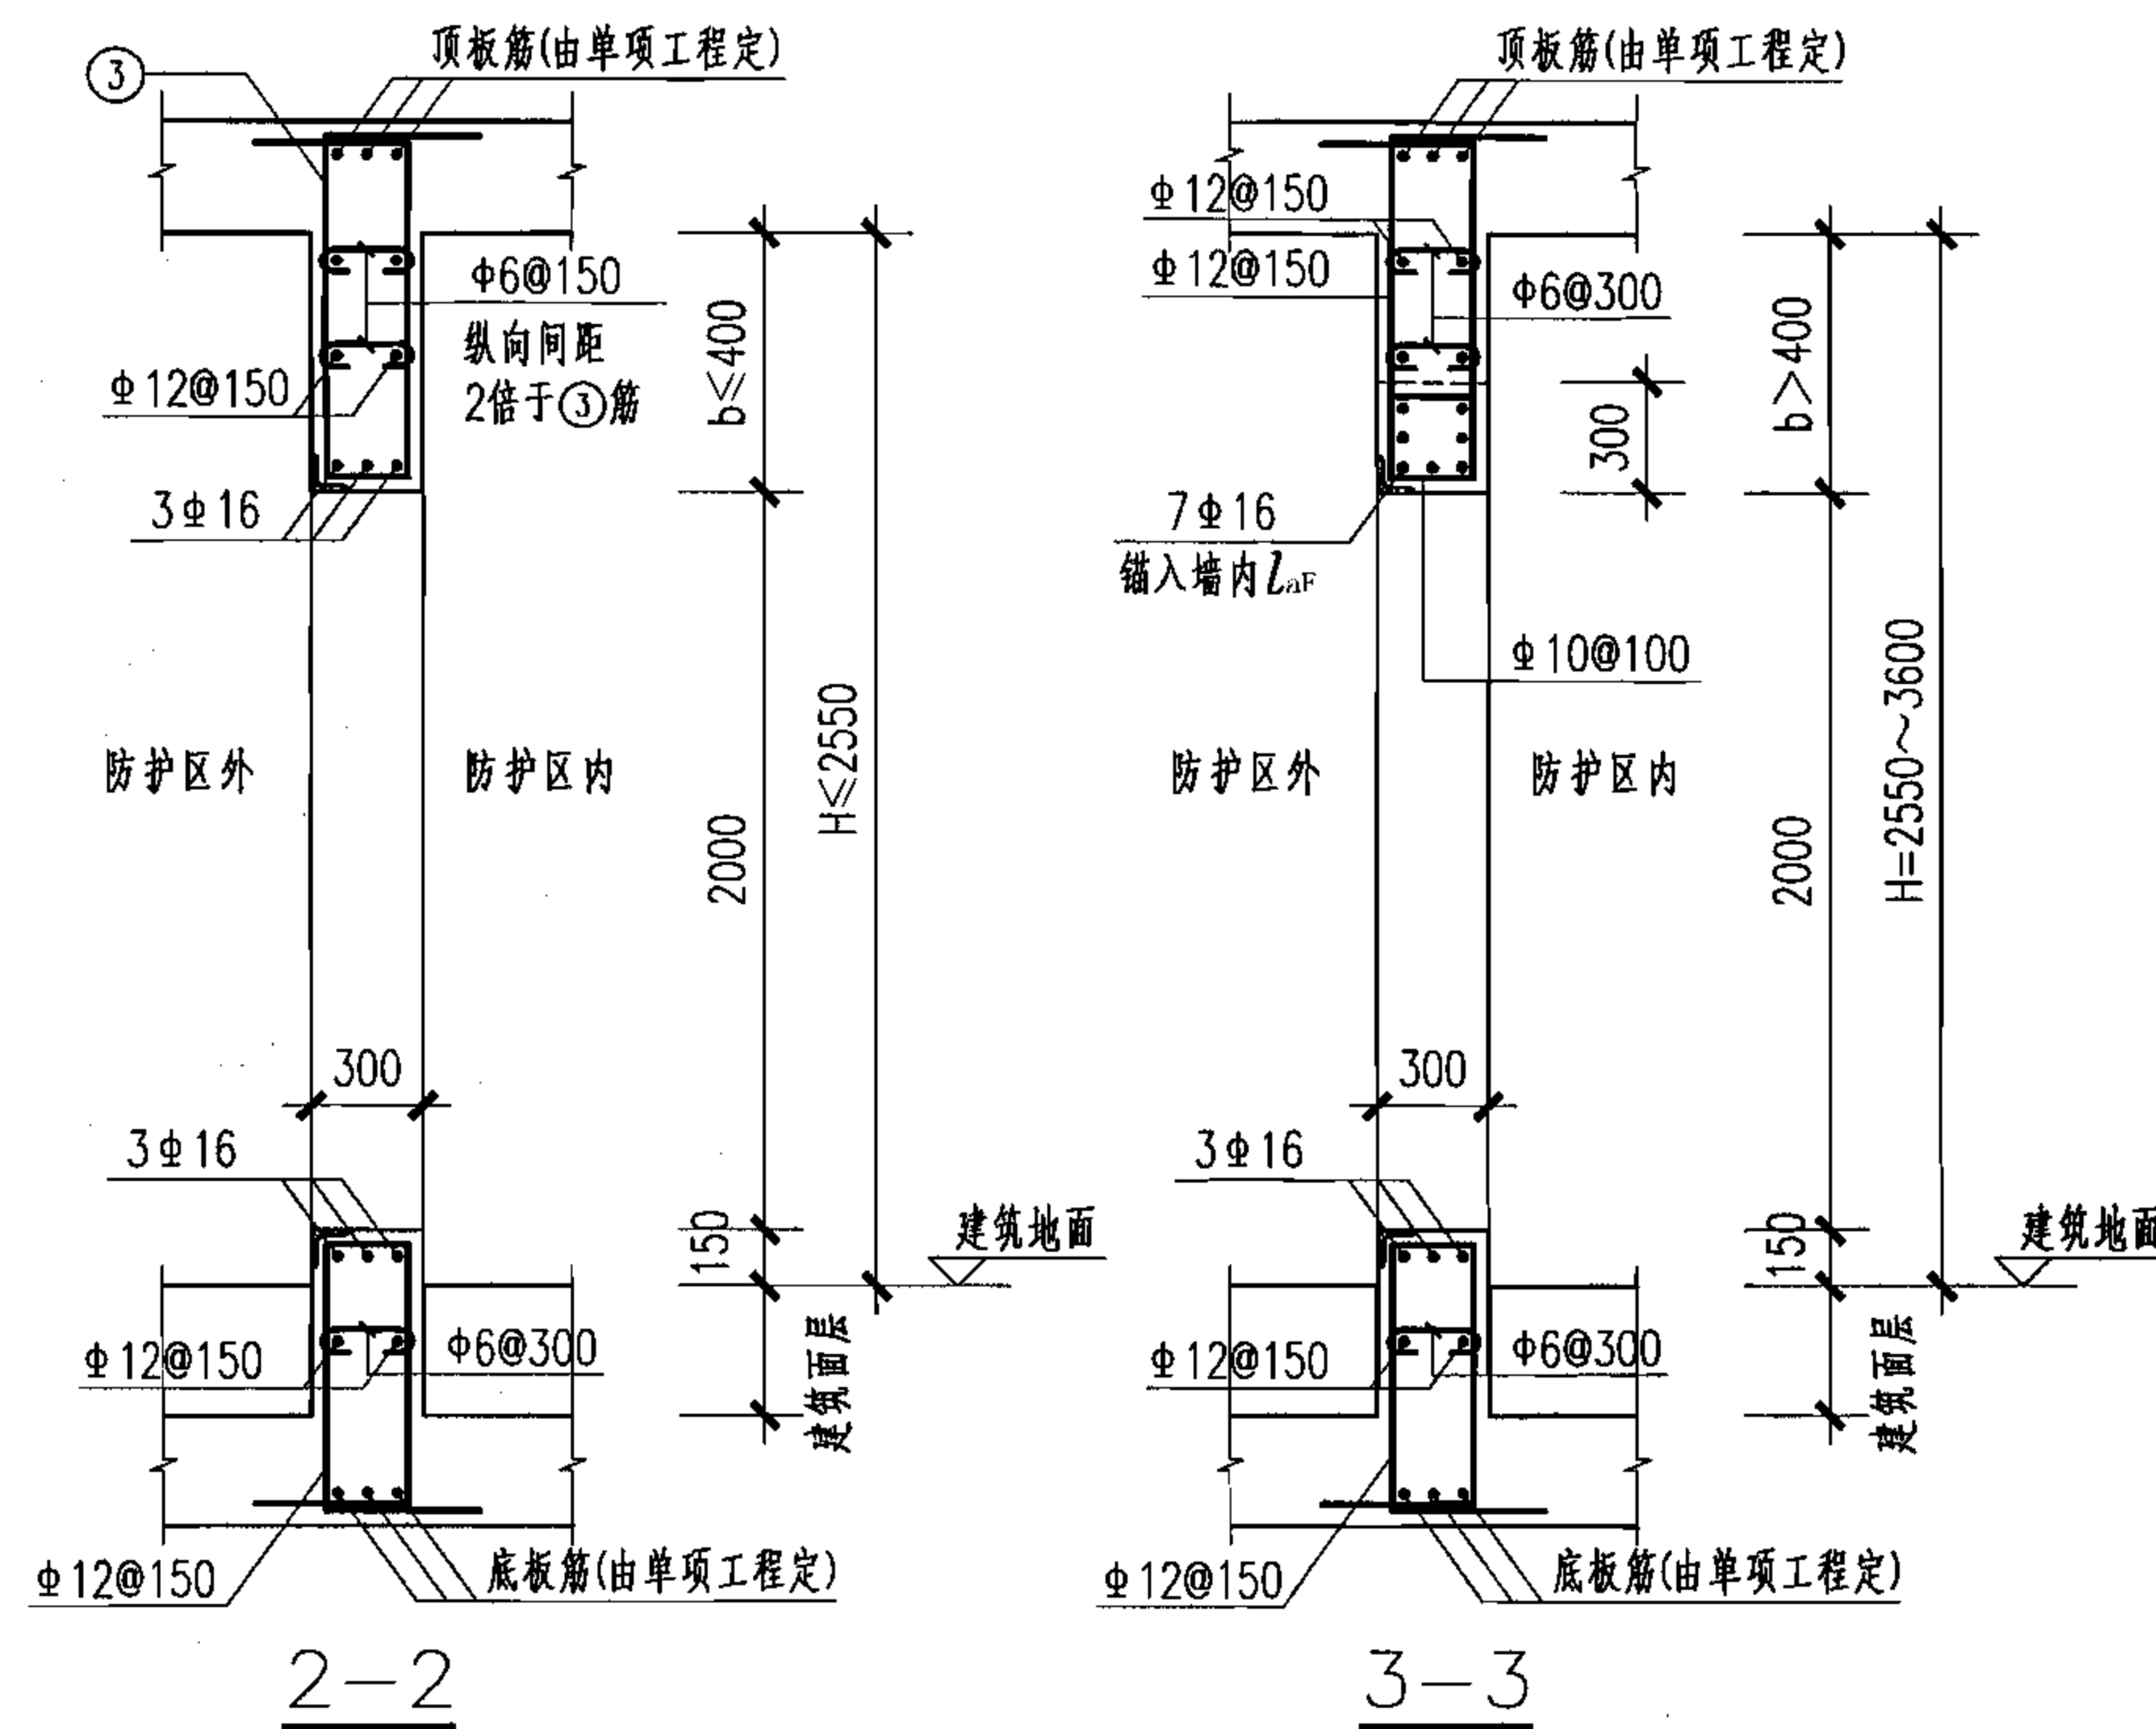 ③
顶板筋(由单项工程定)
Φ6@150
纵向间距
2倍于③筋
Φ12@150
3Φ16
b≤400
2000
H≤2550
防护区外
防护区内
300
3Φ16
150
建筑地面
建筑面层
Φ12@150
Φ6@300
Φ12@150
底板筋(由单项工程定)
2-2
顶板筋(由单项工程定)
Φ12@150
Φ12@150
Φ6@300
300
b>400
7Φ16
锚入墙内laF
Φ10@100
2000
H=2550~3600
防护区外
防护区内
300
3Φ16
150
建筑地面
建筑面层
Φ12@150
Φ6@300
Φ12@150
底板筋(由单项工程定)
3-3